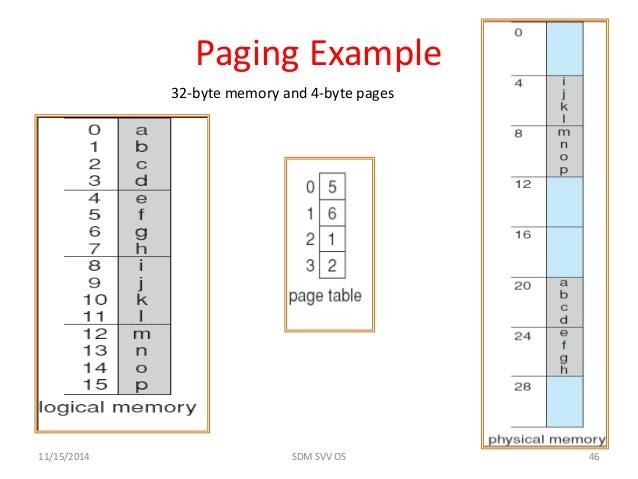 Paging Example
32-byte memory and 4-byte pages
0 a
1 b
2 c
3 d
4 e
5 f
6 g
7 h
8 i
9 j
10 k
11 l
12 m
13 n
14 o
15 p
logical memory
0 5
1 6
2 1
3 2
page table
0
4 i
j
k
l
8 m
n
o
p
12
16
20 a
b
c
d
24 e
f
g
h
28
physical memory
11/15/2014
SDM SVV OS
46